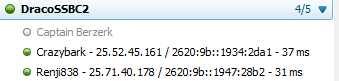 DracoSSBC2 4/5
Captain Berzerk
Crazybark - 25.52.45.161 / 2620:9b::1934:2da1 - 37 ms
Renji838 - 25.71.40.178 / 2620:9b::1947:28b2 - 31 ms